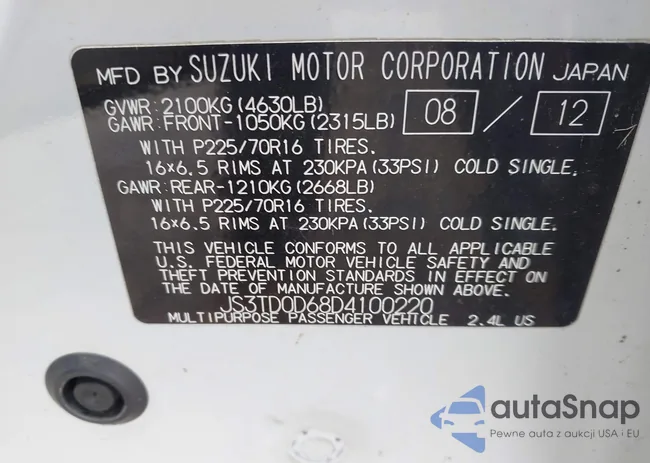 MFD BY SUZUKI MOTOR CORPORATION JAPAN
GVWR:2100KG(4630LB)
GAWR:FRONT-1050KG(2315LB) 08 / 12
WITH P225/70R16 TIRES.
16×6.5 RIMS AT 230KPA(33PSI) COLD SINGLE.
GAWR:REAR-1210KG(2668LB)
WITH P225/70R16 TIRES.
16×6.5 RIMS AT 230KPA(33PSI) COLD SINGLE.
THIS VEHICLE CONFORMS TO ALL APPLICABLE
U.S. FEDERAL MOTOR VEHICLE SAFETY AND
THEFT PREVENTION STANDARDS IN EFFECT ON
THE DATE OF MANUFACTURE SHOWN ABOVE.
JS3TD0D68D4100220
MULTIPURPOSE PASSENGER VEHICLE 2.4L US
autaSnap
Pewne auta z aukcji USA i EU